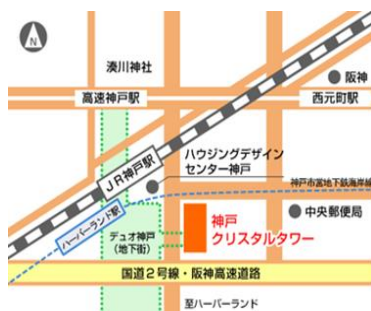 N
湊川神社
阪神
高速神戸駅
西元町駅
JR神戸駅
ハウジングデザイン
センター神戸
神戸市営地下鉄海岸線
ハーバーランド駅
中央郵便局
神戸
クリスタルタワー
デュオ神戸
(地下街)
国道2号線・阪神高速道路
至ハーバーランド